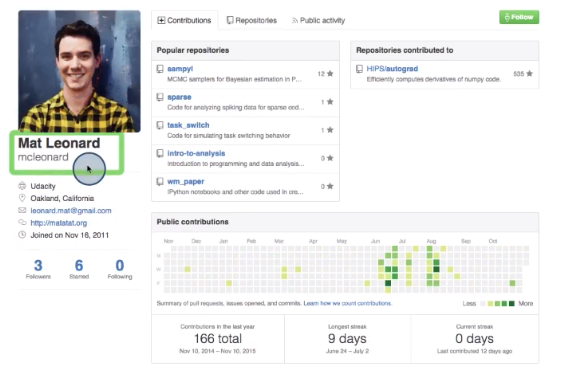 Contributions
Repositories
Public activity
Follow
Popular repositories
sampyl
MCMC samplers for Bayesian estimation in P...
12
sparse
Code for analyzing spiking data for sparse cod...
1
task_switch
Code for simulating task switching behavior
1
intro-to-analysis
Introduction to programming and data analysis...
wm_paper
IPython notebooks and other code used in cre...
0
Repositories contributed to
HIPS/autograd
Efficiently computes derivatives of numpy code.
Mat Leonard
mcleonard
Udacity
Oakland, California
leonard.mat@gmail.com
http://matatat.org
Joined on Nov 16, 2011
3
Followers
6
Starred
0
Following
Public contributions
Nov Dec Jan Feb Mar Apr May Jun Jul Aug Sep Oct
M
W
F
Summary of pull requests, issues opened, and commits. Learn how we count contributions.
Less More
Contributions in the last year
166 total
Nov 10, 2014 – Nov 10, 2015
Longest streak
9 days
June 24 – July 2
Current streak
0 days
Last contributed 12 days ago